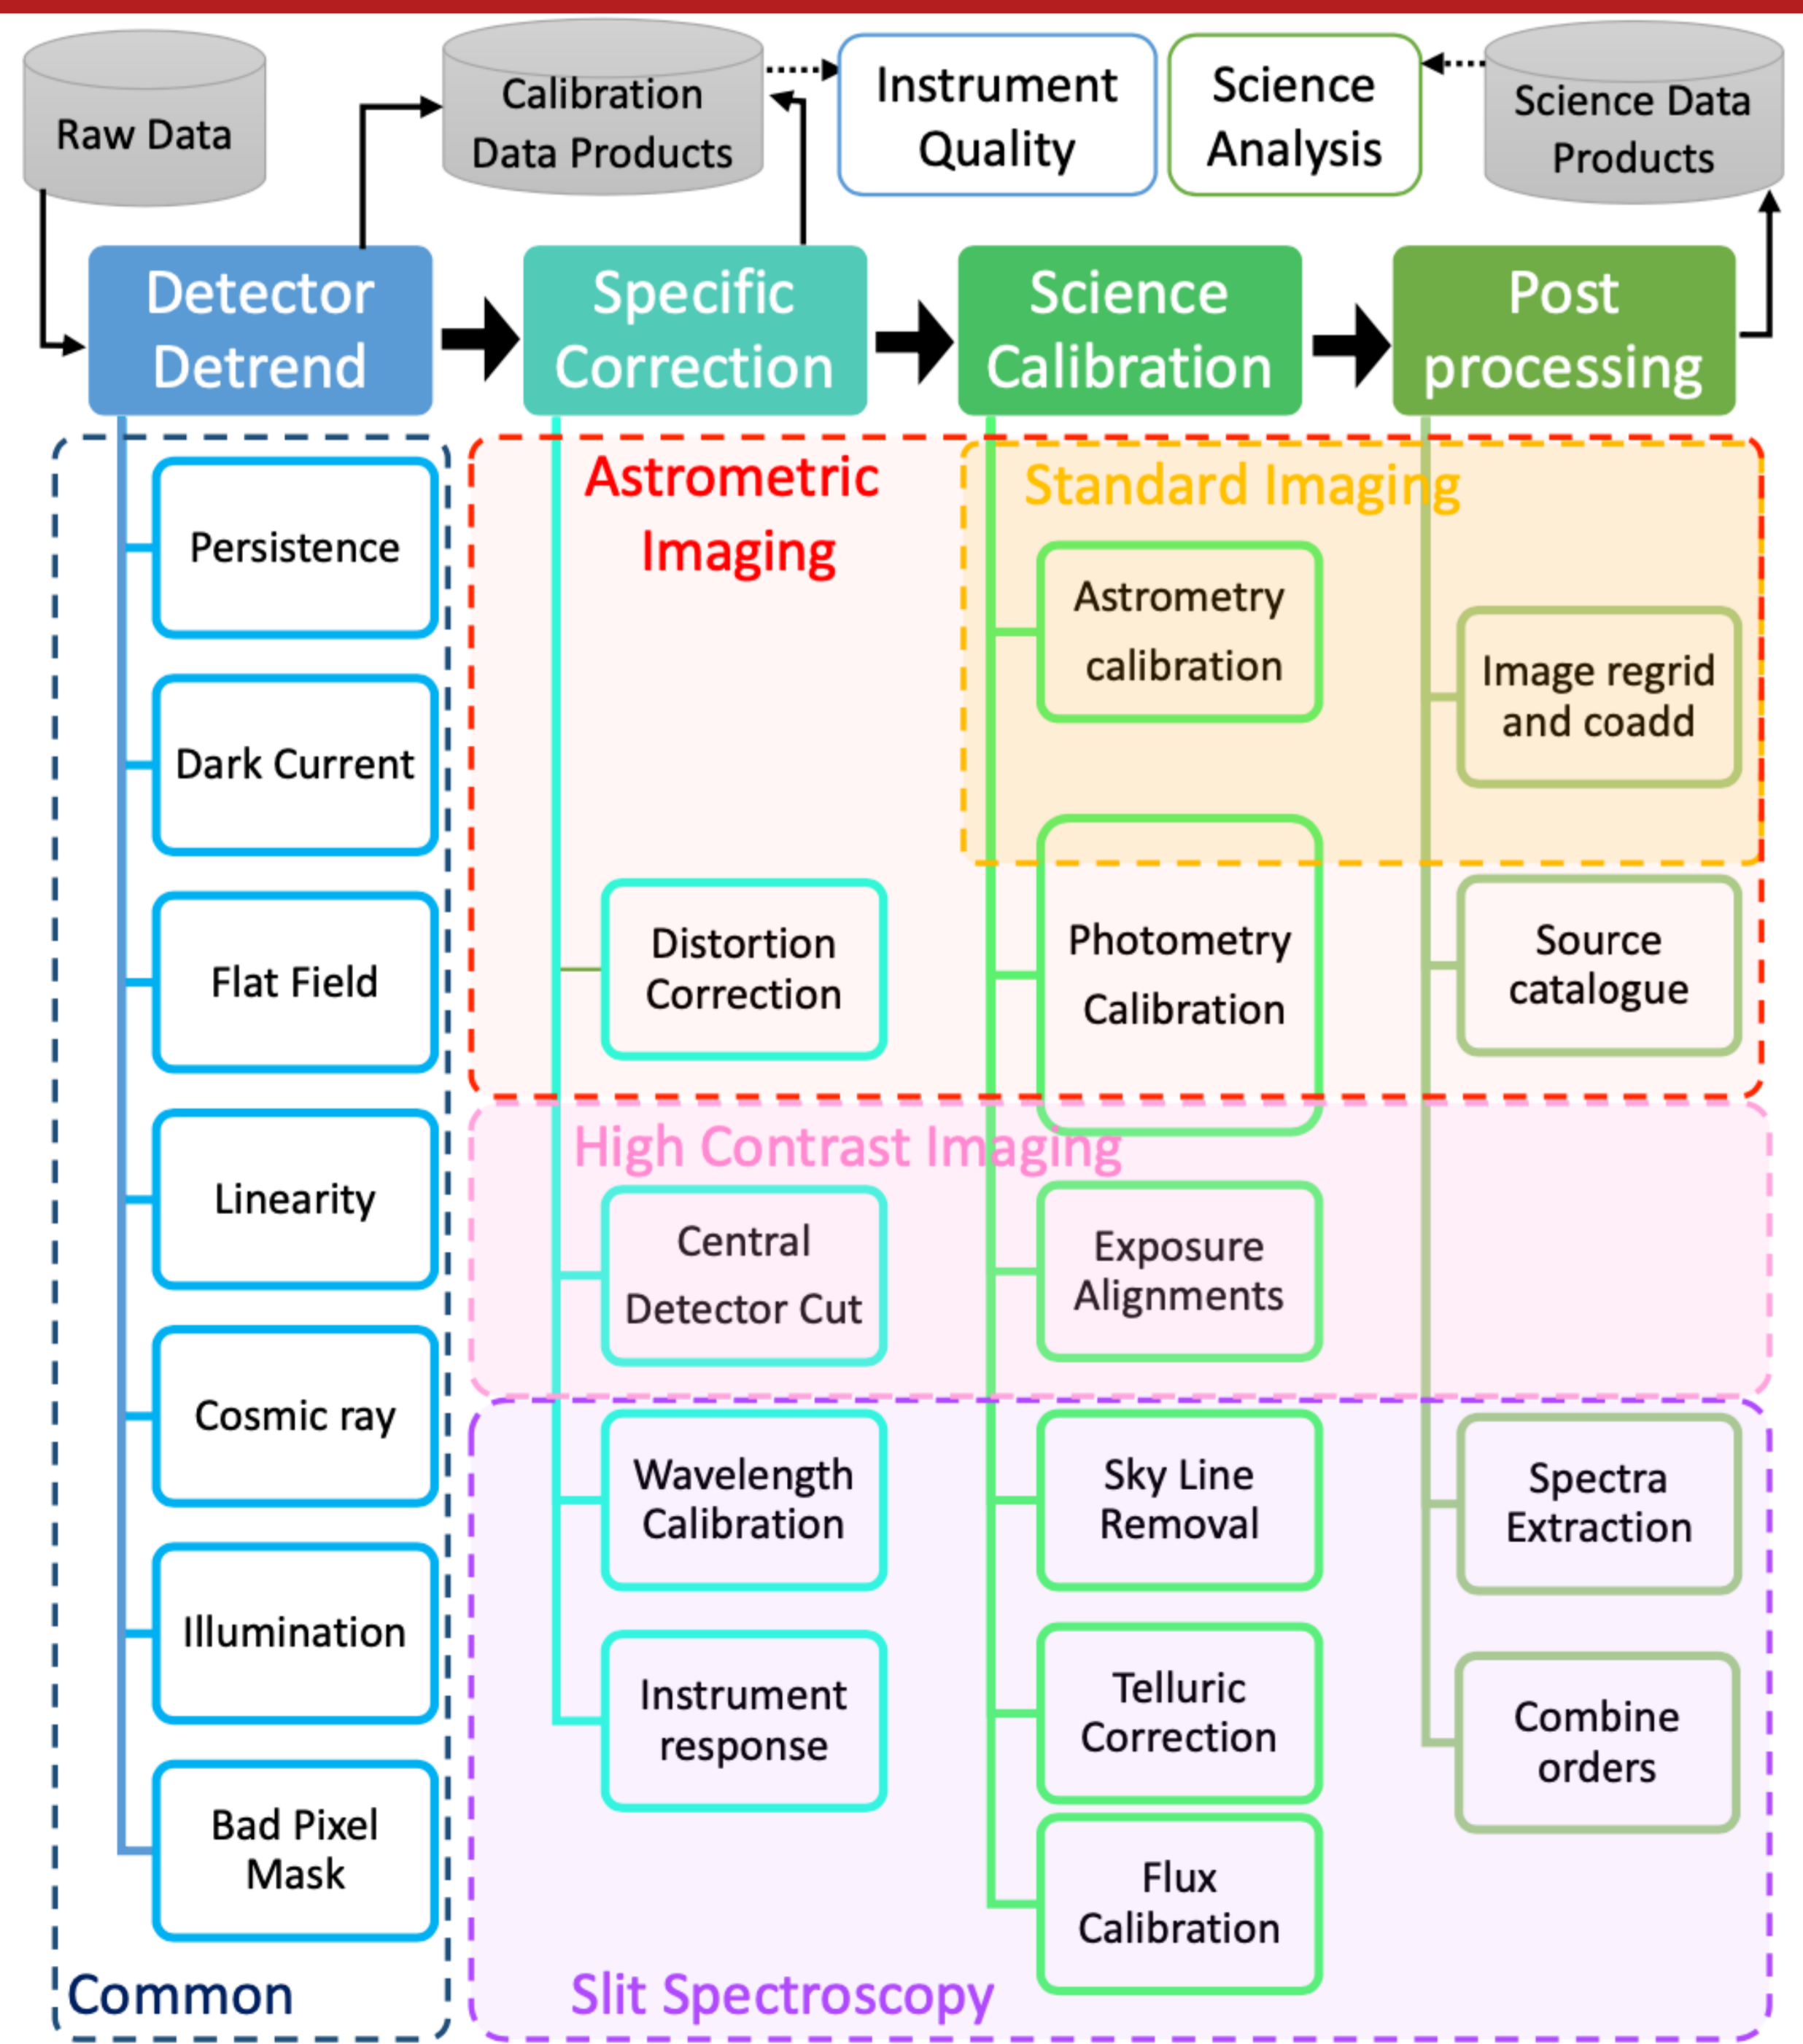 Raw Data
Calibration
Data Products
Instrument
Quality
Science
Analysis
Science Data
Products
Detector
Detrend
Specific
Correction
Science
Calibration
Post
processing
Persistence
Dark Current
Flat Field
Linearity
Cosmic ray
Illumination
Bad Pixel
Mask
Common
Astrometric
Imaging
Standard Imaging
Astrometry
calibration
Image regrid
and coadd
Distortion
Correction
Photometry
Calibration
Source
catalogue
High Contrast Imaging
Central
Detector Cut
Exposure
Alignments
Wavelength
Calibration
Sky Line
Removal
Spectra
Extraction
Instrument
response
Telluric
Correction
Combine
orders
Flux
Calibration
Slit Spectroscopy